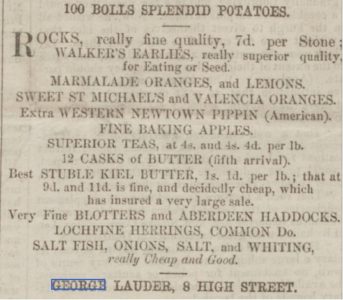 100 BOLLS SPLENDID POTATOES.
ROCKS, really fine quality, 7d. per Stone;
WALKER'S EARLIES, really superior quality,
for Eating or Seed.
MARMALADE ORANGES, and LEMONS.
SWEET ST MICHAEL'S and VALENCIA ORANGES.
Extra WESTERN NEWTOWN PIPPIN (American).
FINE BAKING APPLES.
SUPERIOR TEAS, at 4s. and 4s. 4d. per lb.
12 CASKS of BUTTER (fifth arrival).
Best STUBLE KIEL BUTTER, 1s. 1d. per lb.; that at
9d. and 11d. is fine, and decidedly cheap, which
has insured a very large sale.
Very Fine BLOTTERS and ABERDEEN HADDOCKS.
LOCHFINE HERRINGS, COMMON Do.
SALT FISH, ONIONS, SALT, and WHITING,
really Cheap and Good.
GEORGE LAUDER, 8 HIGH STREET.